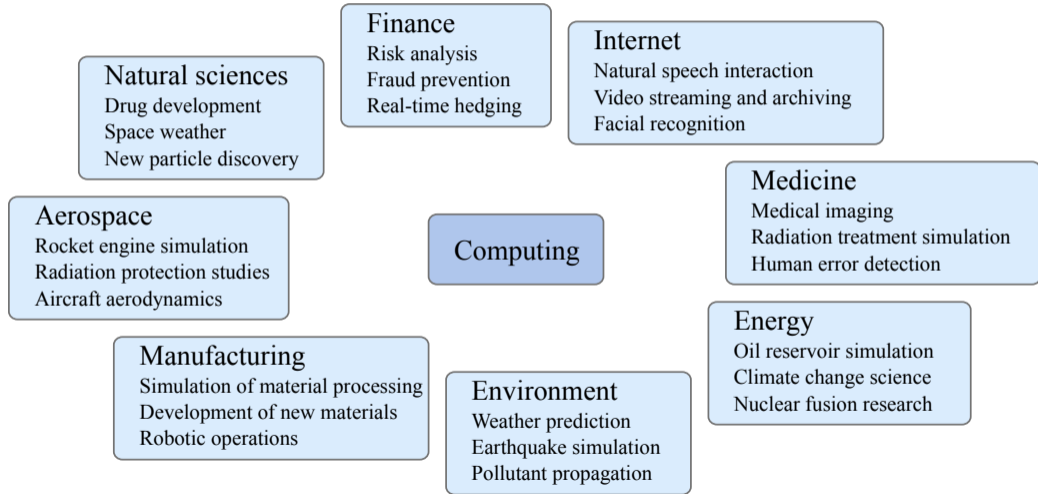 Finance
Risk analysis
Fraud prevention
Real-time hedging
Internet
Natural speech interaction
Video streaming and archiving
Facial recognition
Natural sciences
Drug development
Space weather
New particle discovery
Medicine
Medical imaging
Radiation treatment simulation
Human error detection
Aerospace
Rocket engine simulation
Radiation protection studies
Aircraft aerodynamics
Computing
Energy
Oil reservoir simulation
Climate change science
Nuclear fusion research
Manufacturing
Simulation of material processing
Development of new materials
Robotic operations
Environment
Weather prediction
Earthquake simulation
Pollutant propagation